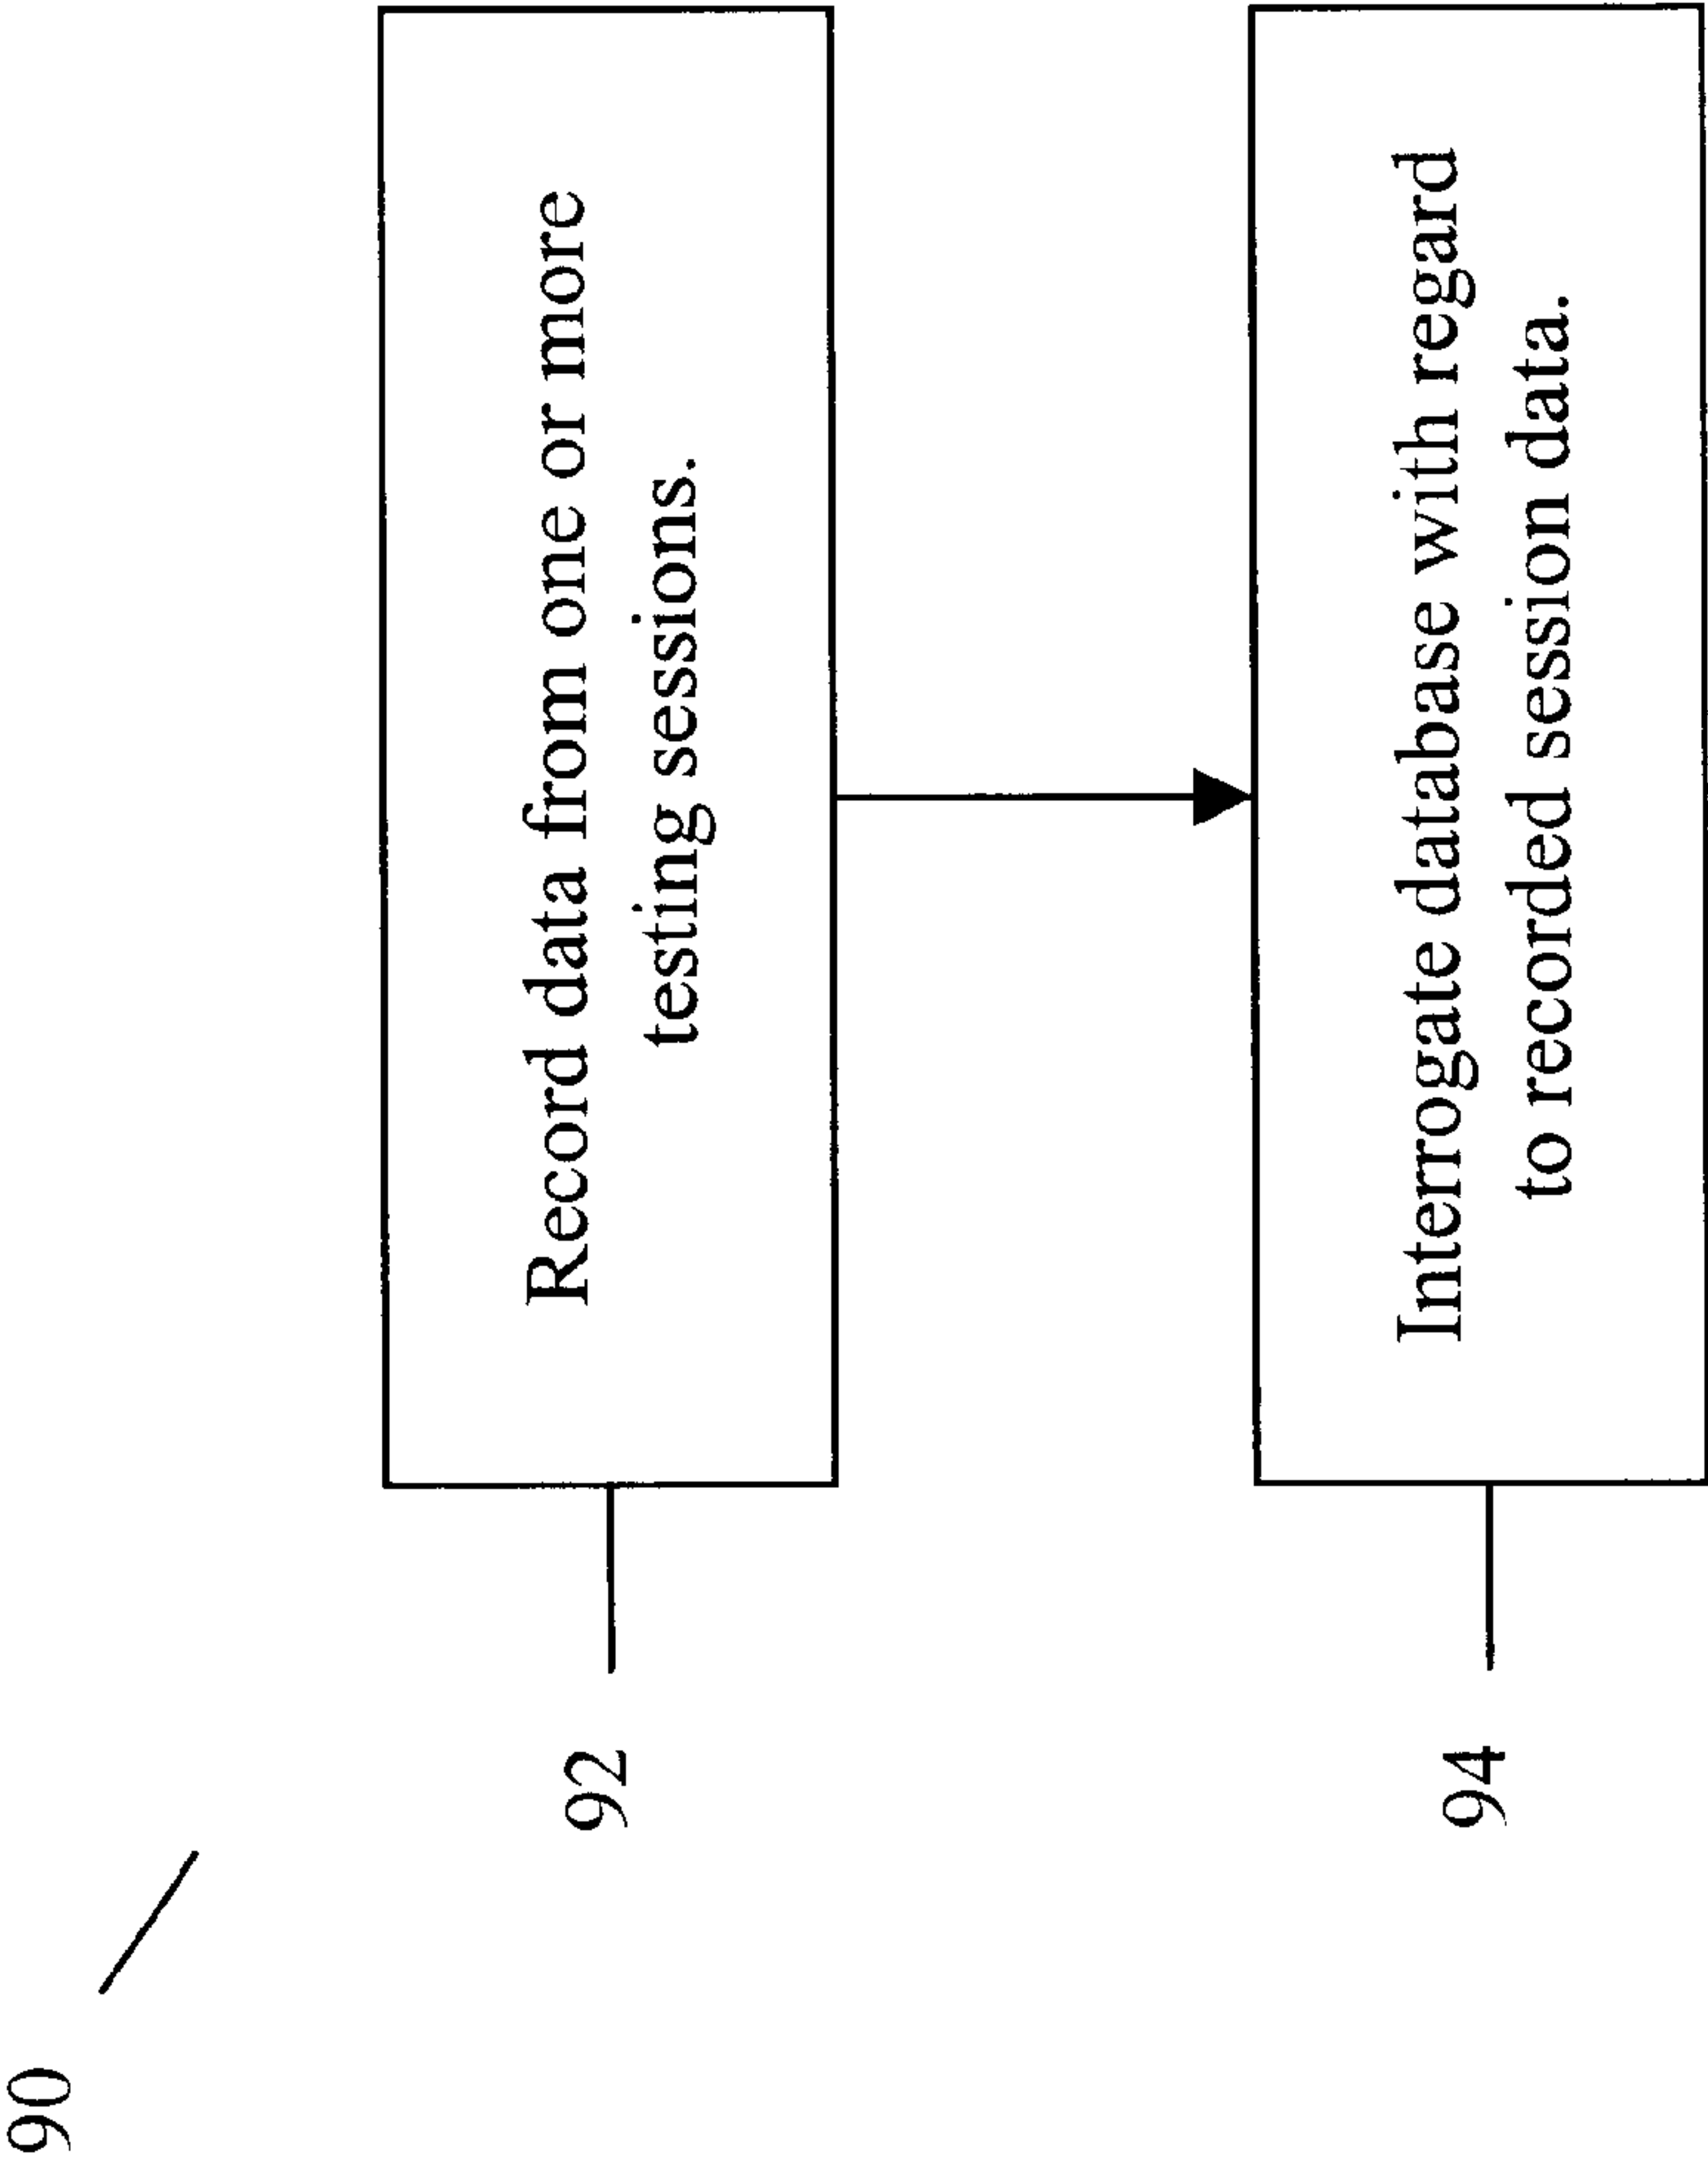 90
92
Record data from one or more
testing sessions.
94
Interrogate database with regard
to recorded session data.